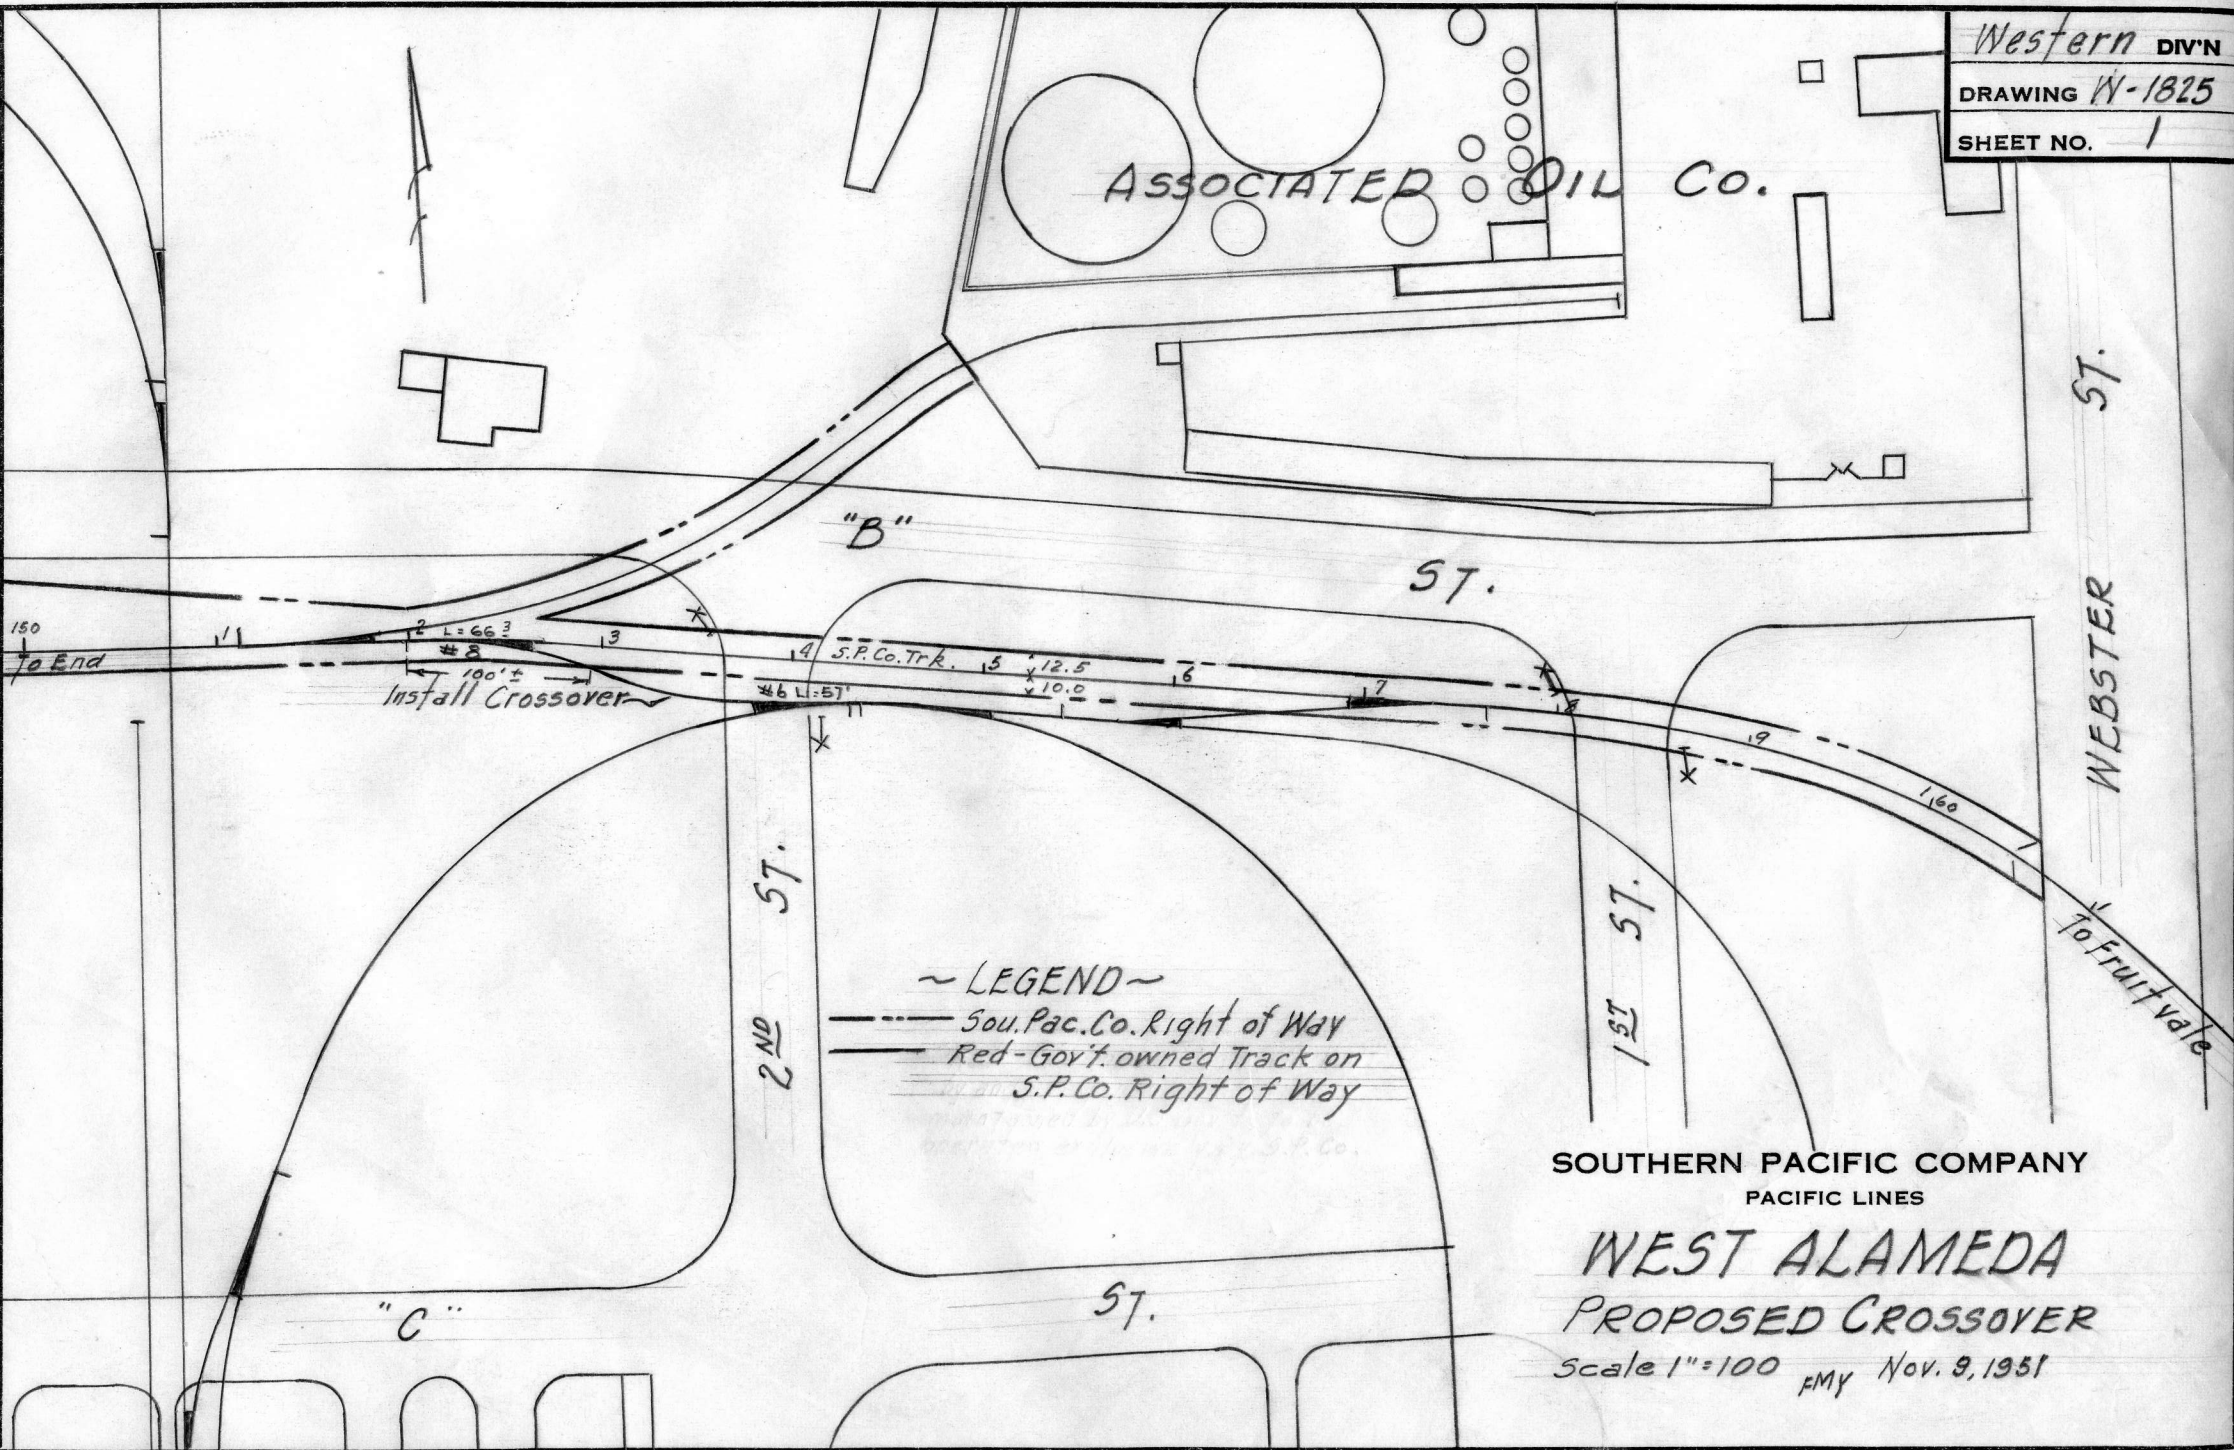 Western DIV'N
DRAWING W-1825
SHEET NO. 1
ASSOCIATED OIL CO.
"B" ST.
WEBSTER ST.
150 1 2 3 4 5 6 7 8 9 160
To End
L=66³
#8
100'±
Install Crossover
S.P.Co.Trk.
12.5
10.0
#6 L=57'
To Fruitvale
2ND ST.
1ST ST.
~LEGEND~
Sou.Pac.Co.Right of Way
Red-Gov't. owned Track on
S.P.Co. Right of Way
"C" ST.
SOUTHERN PACIFIC COMPANY
PACIFIC LINES
WEST ALAMEDA
PROPOSED CROSSOVER
Scale 1"=100 FMY Nov. 9, 1951